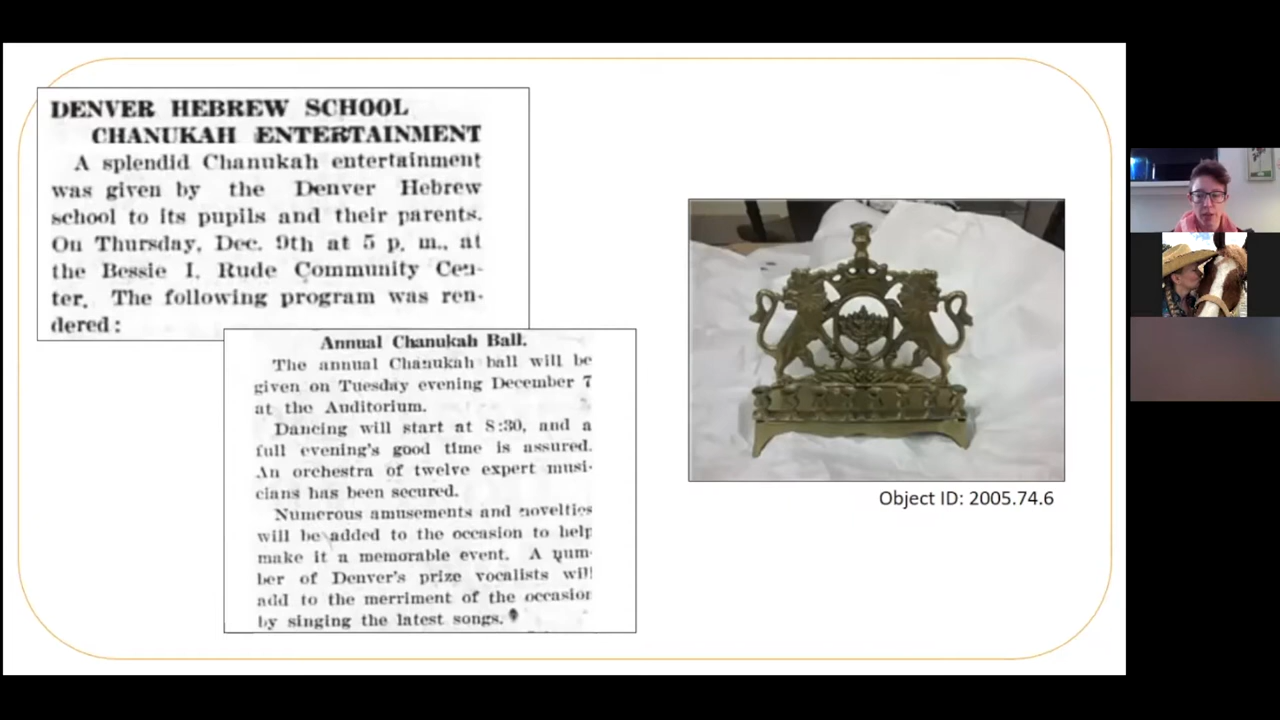 DENVER HEBREW SCHOOL
CHANUKAH ENTERTAINMENT
A splendid Chanukah entertainment
was given by the Denver Hebrew
school to its pupils and their parents.
On Thursday, Dec. 9th at 5 p. m., at
the Bessie I. Rude Community Cen-
ter. The following program was ren-
dered:
Annual Chanukah Ball.
The annual Chanukah ball will be
given on Tuesday evening December 7
at the Auditorium.
Dancing will start at 8:30, and a
full evening's good time is assured.
An orchestra of twelve expert musi-
cians has been secured.
Numerous amusements and novelties
will be added to the occasion to help
make it a memorable event. A num-
ber of Denver's prize vocalists will
add to the merriment of the occasion
by singing the latest songs.
Object ID: 2005.74.6